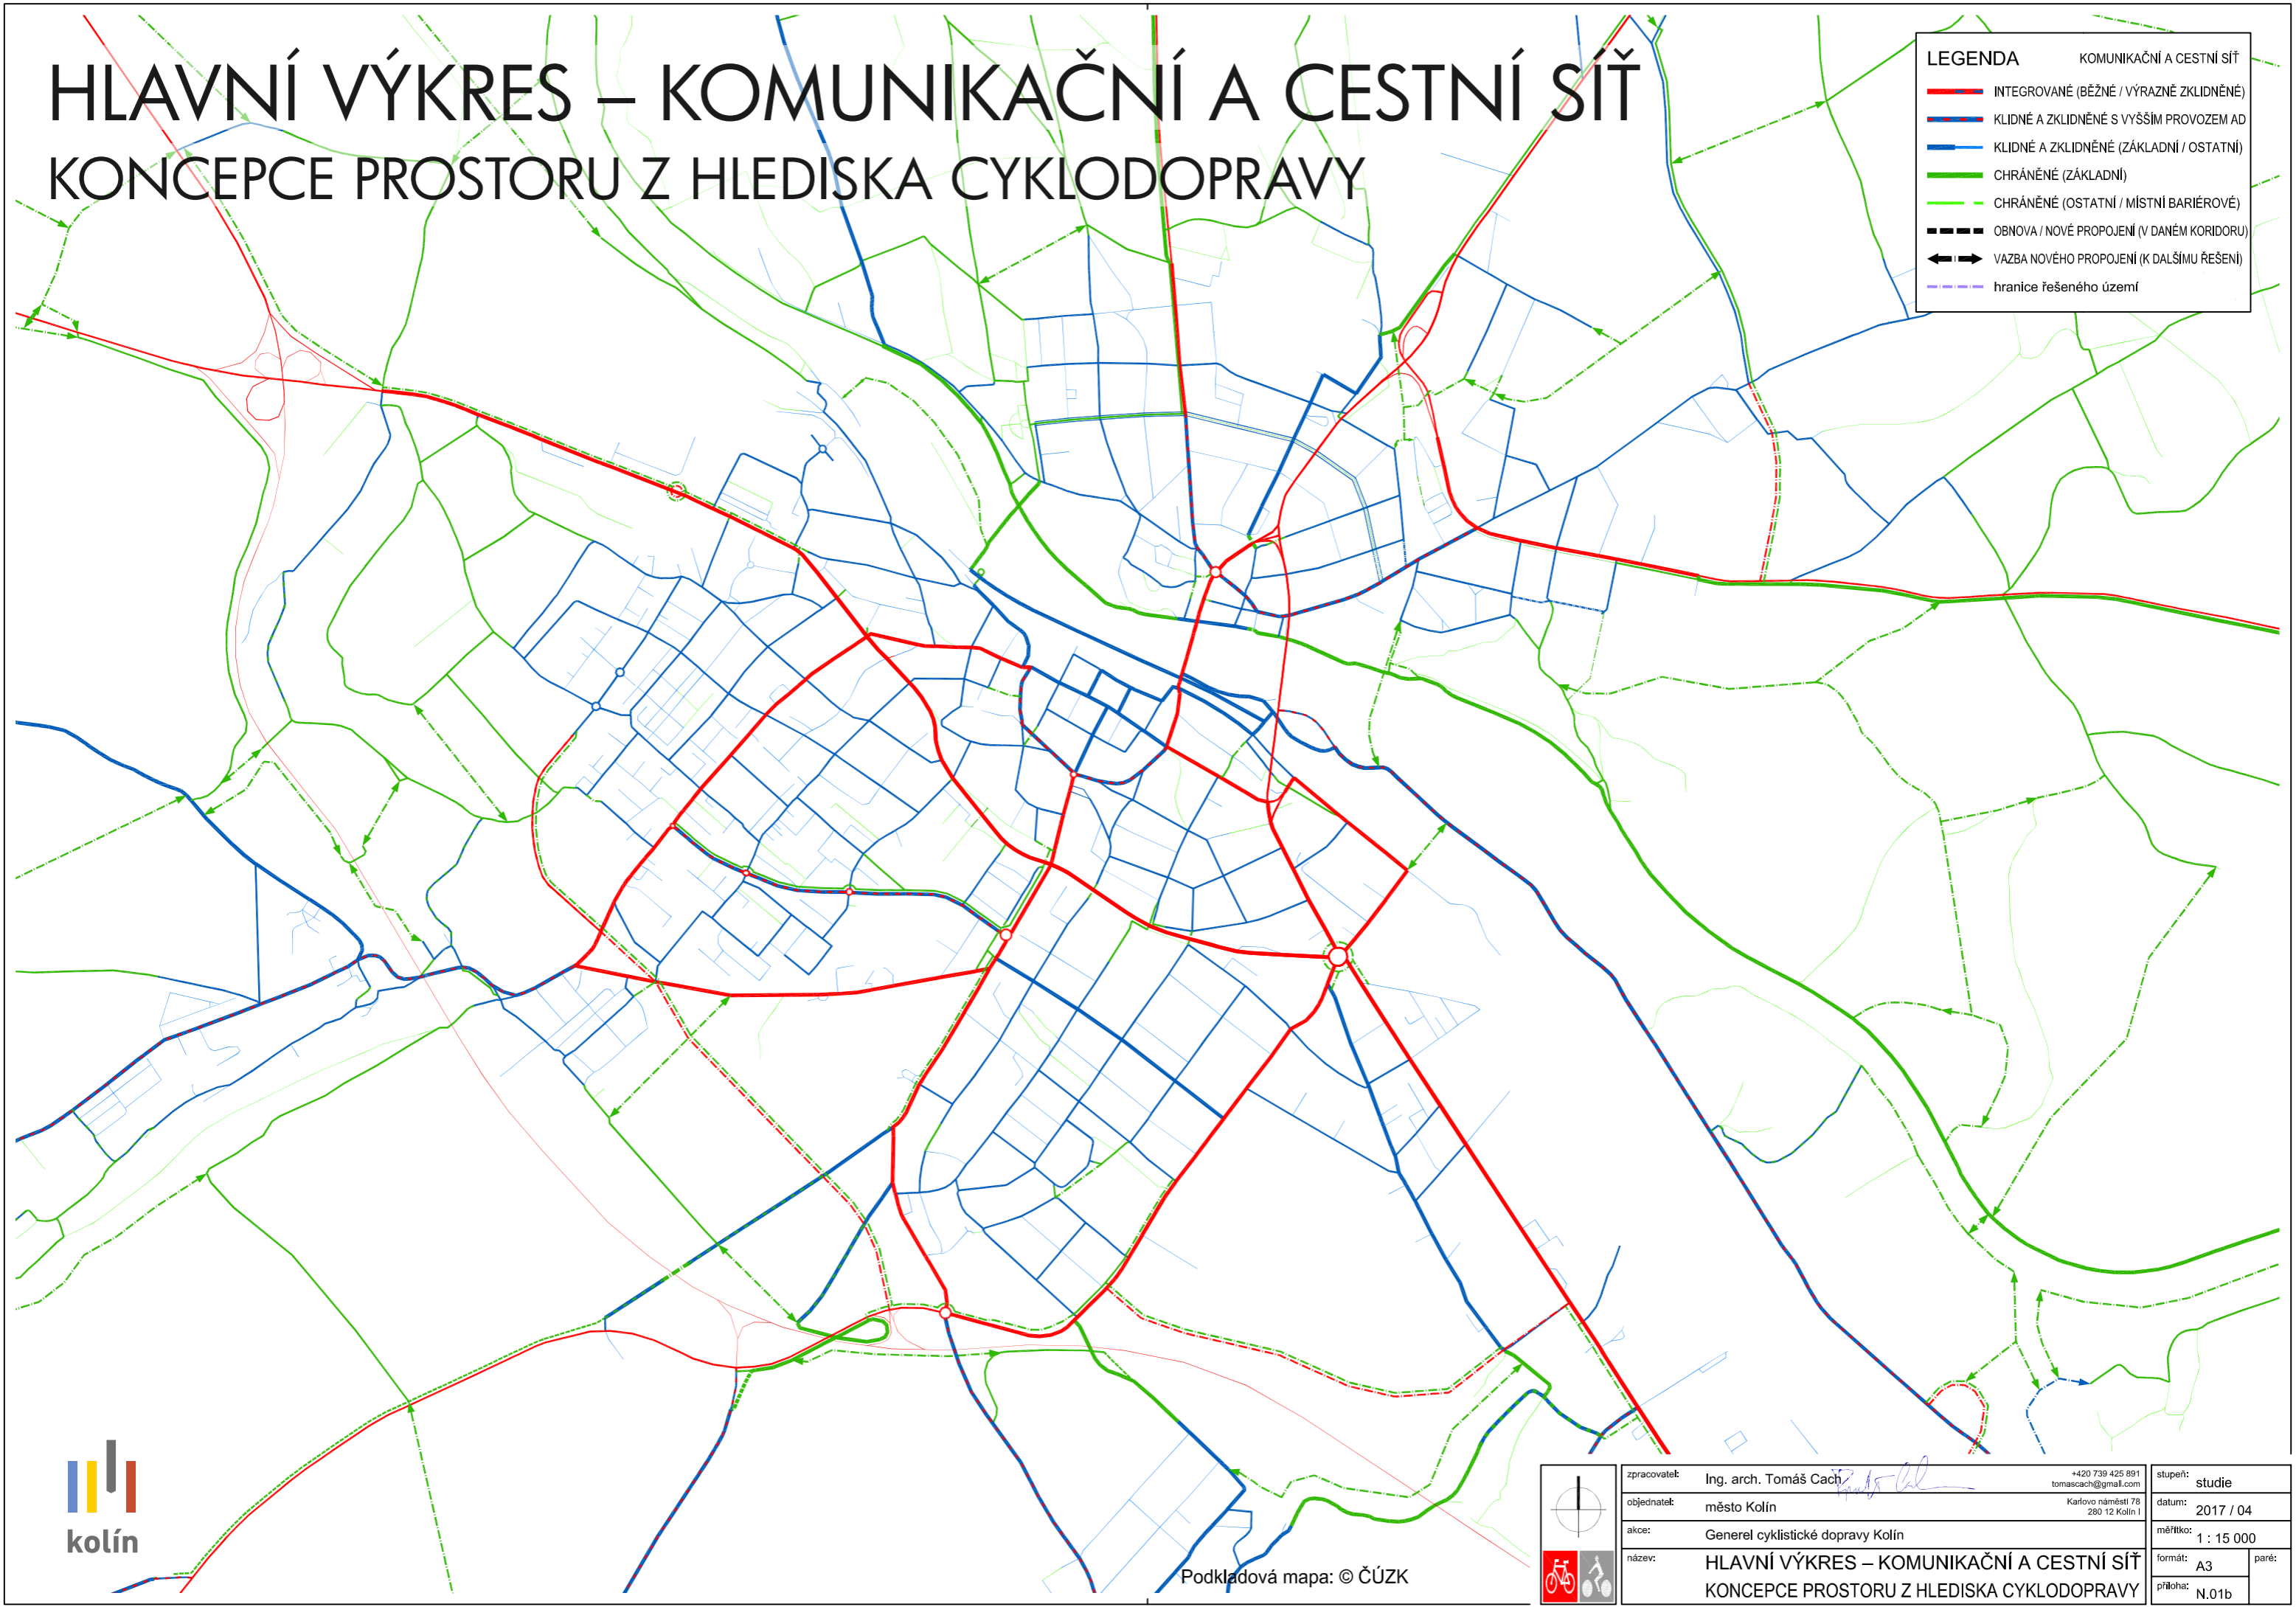 HLAVNÍ VÝKRES – KOMUNIKAČNÍ A CESTNÍ SÍŤ
KONCEPCE PROSTORU Z HLEDISKA CYKLODOPRAVY
LEGENDA
KOMUNIKAČNÍ A CESTNÍ SÍŤ
INTEGROVANÉ (BĚŽNÉ / VÝRAZNĚ ZKLIDNĚNÉ)
KLIDNÉ A ZKLIDNĚNÉ S VYŠŠÍM PROVOZEM AD
KLIDNÉ A ZKLIDNĚNÉ (ZÁKLADNÍ / OSTATNÍ)
CHRÁNĚNÉ (ZÁKLADNÍ)
CHRÁNĚNÉ (OSTATNÍ / MÍSTNÍ BARIÉROVÉ)
OBNOVA / NOVÉ PROPOJENÍ (V DANÉM KORIDORU)
VAZBA NOVÉHO PROPOJENÍ (K DALŠÍMU ŘEŠENÍ)
hranice řešeného území
kolín
Podkladová mapa: © ČÚZK
zpracovatel: Ing. arch. Tomáš Cach
+420 739 425 891
tomascach@gmail.com
objednatel: město Kolín
Karlovo náměstí 78
280 12 Kolín I
akce: Generel cyklistické dopravy Kolín
název: HLAVNÍ VÝKRES – KOMUNIKAČNÍ A CESTNÍ SÍŤ
KONCEPCE PROSTORU Z HLEDISKA CYKLODOPRAVY
stupeň: studie
datum: 2017 / 04
měřítko: 1 : 15 000
formát: A3
paré:
příloha: N.01b